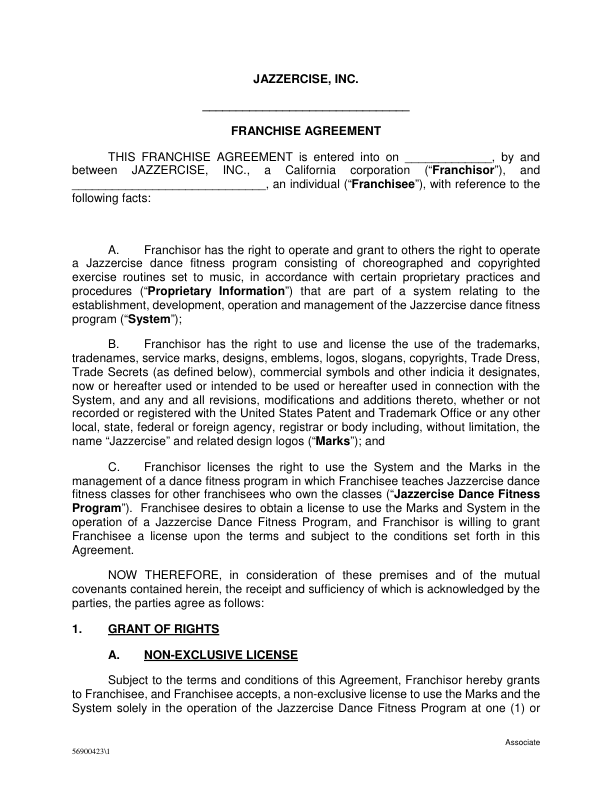 JAZZERCISE, INC.
_______________________________
FRANCHISE AGREEMENT
THIS FRANCHISE AGREEMENT is entered into on _____________, by and
between JAZZERCISE, INC., a California corporation (“Franchisor”), and
_____________________________, an individual (“Franchisee”), with reference to the
following facts:
A. Franchisor has the right to operate and grant to others the right to operate
a Jazzercise dance fitness program consisting of choreographed and copyrighted
exercise routines set to music, in accordance with certain proprietary practices and
procedures (“Proprietary Information”) that are part of a system relating to the
establishment, development, operation and management of the Jazzercise dance fitness
program (“System”);
B. Franchisor has the right to use and license the use of the trademarks,
tradenames, service marks, designs, emblems, logos, slogans, copyrights, Trade Dress,
Trade Secrets (as defined below), commercial symbols and other indicia it designates,
now or hereafter used or intended to be used or hereafter used in connection with the
System, and any and all revisions, modifications and additions thereto, whether or not
recorded or registered with the United States Patent and Trademark Office or any other
local, state, federal or foreign agency, registrar or body including, without limitation, the
name “Jazzercise” and related design logos (“Marks”); and
C. Franchisor licenses the right to use the System and the Marks in the
management of a dance fitness program in which Franchisee teaches Jazzercise dance
fitness classes for other franchisees who own the classes (“Jazzercise Dance Fitness
Program”). Franchisee desires to obtain a license to use the Marks and System in the
operation of a Jazzercise Dance Fitness Program, and Franchisor is willing to grant
Franchisee a license upon the terms and subject to the conditions set forth in this
Agreement.
NOW THEREFORE, in consideration of these premises and of the mutual
covenants contained herein, the receipt and sufficiency of which is acknowledged by the
parties, the parties agree as follows:
1. GRANT OF RIGHTS
A. NON-EXCLUSIVE LICENSE
Subject to the terms and conditions of this Agreement, Franchisor hereby grants
to Franchisee, and Franchisee accepts, a non-exclusive license to use the Marks and the
System solely in the operation of the Jazzercise Dance Fitness Program at one (1) or
Associate
56900423\1